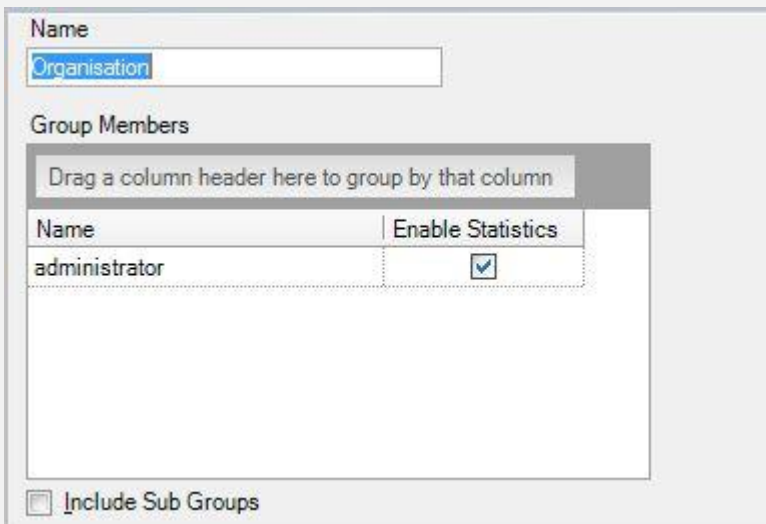 Name
Organisation
Group Members
Drag a column header here to group by that column
Name Enable Statistics
administrator
Include Sub Groups